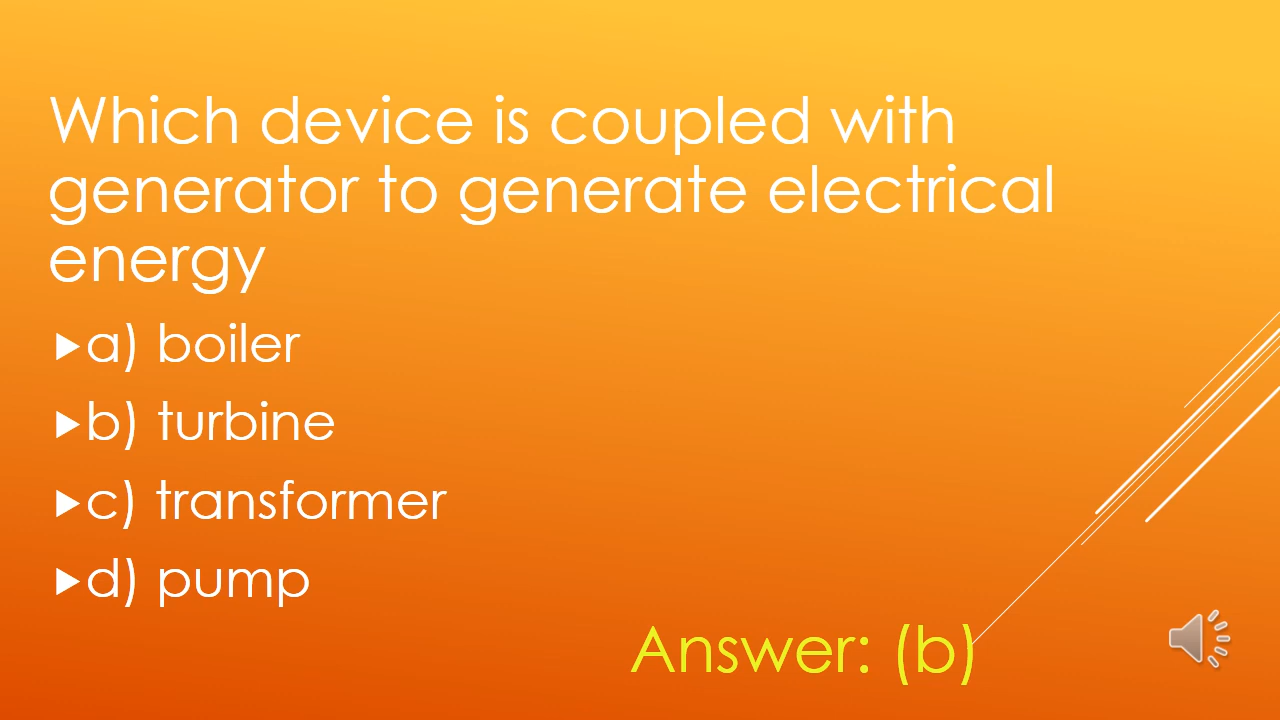 Which device is coupled with
generator to generate electrical
energy
a) boiler
b) turbine
c) transformer
d) pump
Answer: (b)